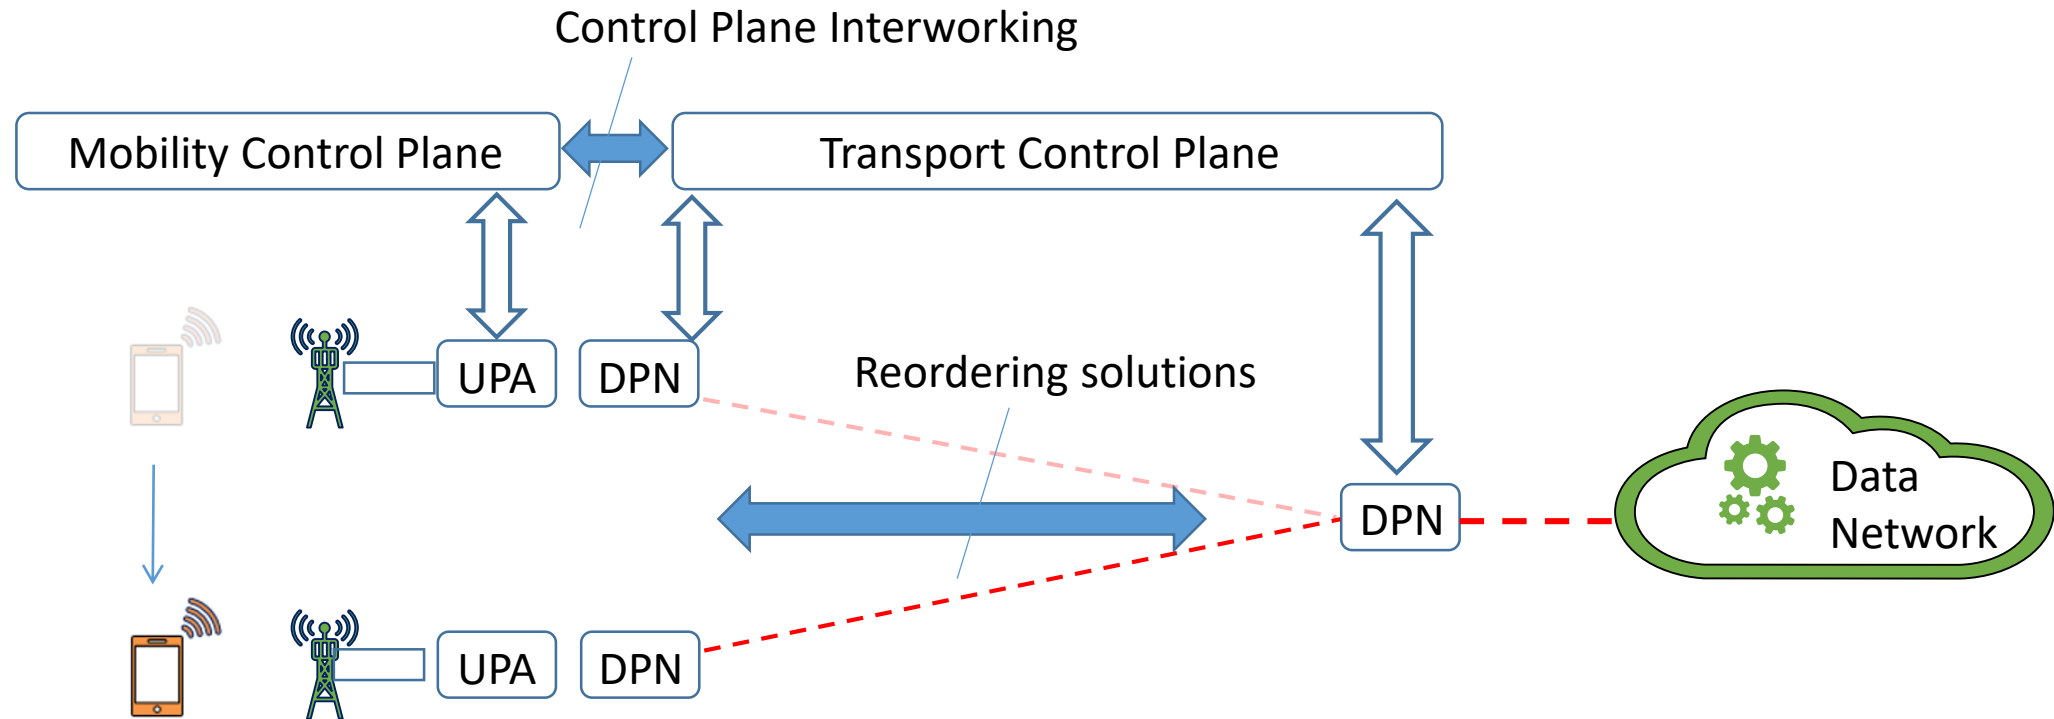 Control Plane Interworking
Mobility Control Plane
Transport Control Plane
UPA
DPN
Reordering solutions
DPN
Data
Network
UPA
DPN